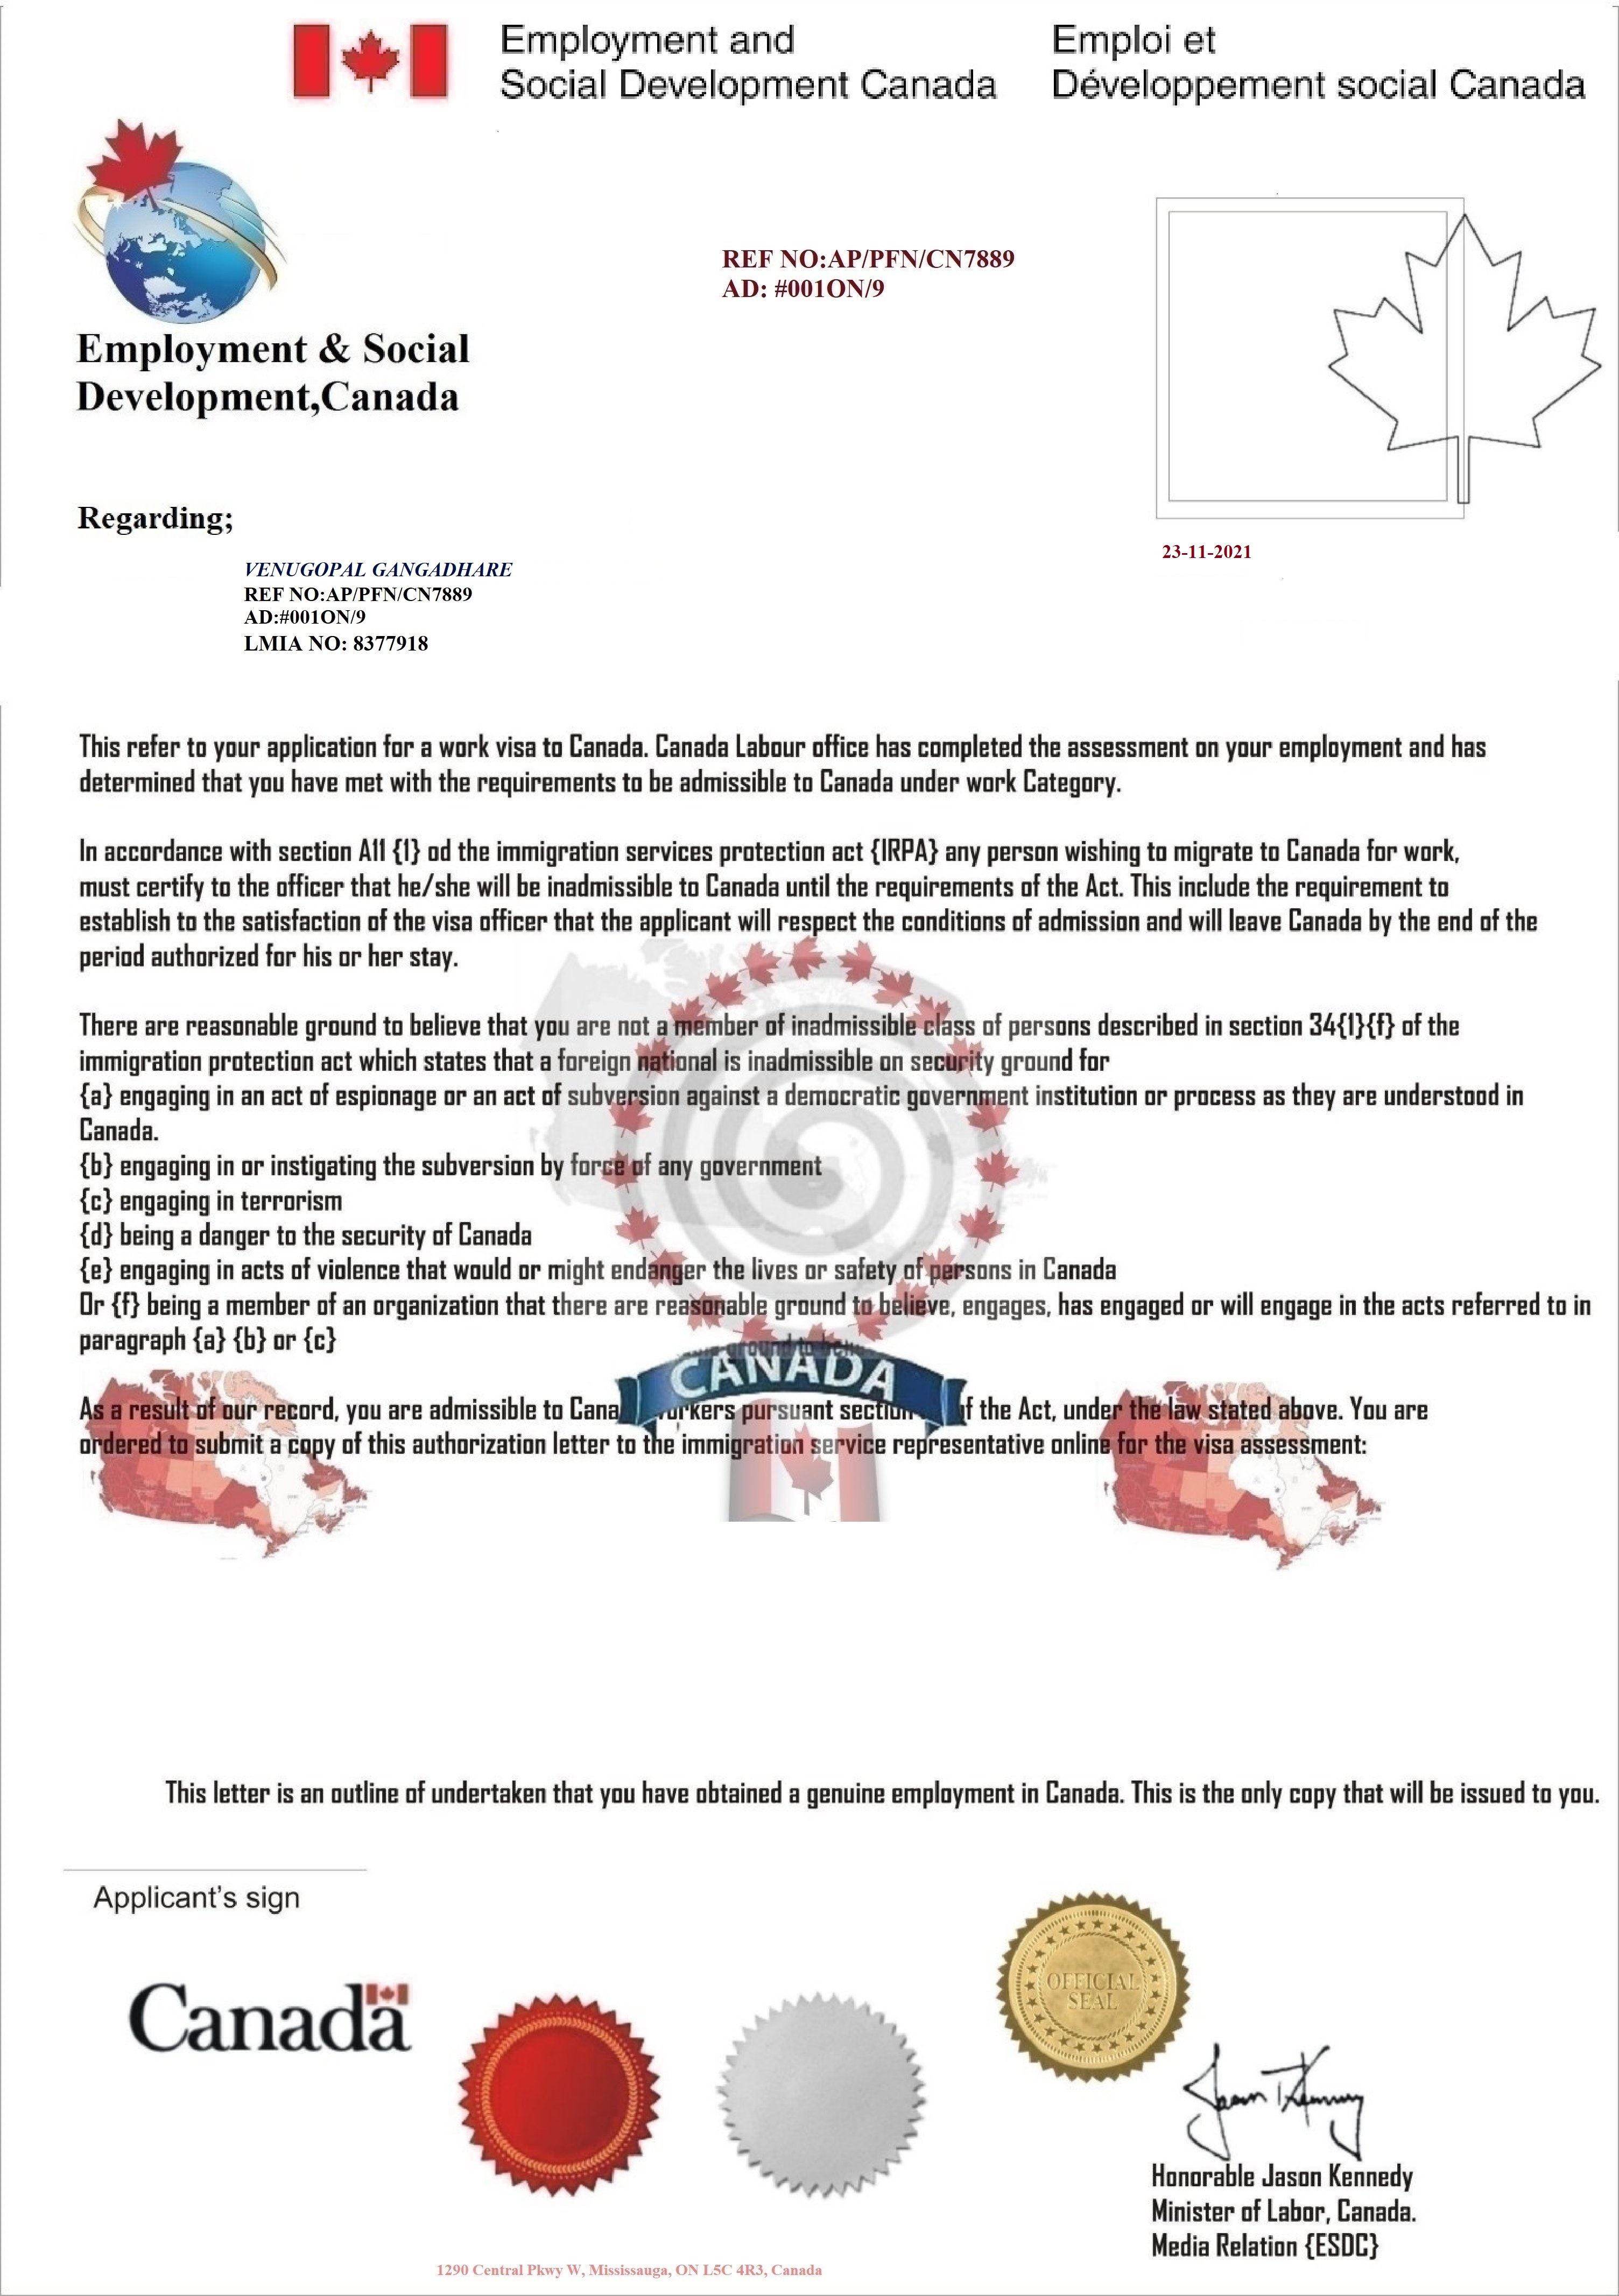 Employment and
Social Development Canada
Emploi et
Développement social Canada
REF NO:AP/PFN/CN7889
AD: #001ON/9
Employment & Social
Development,Canada
Regarding;
23-11-2021
VENUGOPAL GANGADHARE
REF NO:AP/PFN/CN7889
AD:#001ON/9
LMIA NO: 8377918
This refer to your application for a work visa to Canada. Canada Labour office has completed the assessment on your employment and has
determined that you have met with the requirements to be admissible to Canada under work Category.
In accordance with section A11 {1} od the immigration services protection act {IRPA} any person wishing to migrate to Canada for work,
must certify to the officer that he/she will be inadmissible to Canada until the requirements of the Act. This include the requirement to
establish to the satisfaction of the visa officer that the applicant will respect the conditions of admission and will leave Canada by the end of the
period authorized for his or her stay.
There are reasonable ground to believe that you are not a member of inadmissible class of persons described in section 34{1}{f} of the
immigration protection act which states that a foreign national is inadmissible on security ground for
{a} engaging in an act of espionage or an act of subversion against a democratic government institution or process as they are understood in
Canada.
{b} engaging in or instigating the subversion by force of any government
{c} engaging in terrorism
{d} being a danger to the security of Canada
{e} engaging in acts of violence that would or might endanger the lives or safety of persons in Canada
Or {f} being a member of an organization that there are reasonable ground to believe, engages, has engaged or will engage in the acts referred to in
paragraph {a} {b} or {c}
ground to
CANADA
As a result of our record, you are admissible to Cana rkers pursuant section f the Act, under the law stated above. You are
ordered to submit a copy of this authorization letter to the immigration service representative online for the visa assessment:
This letter is an outline of undertaken that you have obtained a genuine employment in Canada. This is the only copy that will be issued to you.
Applicant's sign
Canada
OFFICIAL
SEAL
Honorable Jason Kennedy
Minister of Labor, Canada.
Media Relation {ESDC}
1290 Central Pkwy W, Mississauga, ON L5C 4R3, Canada